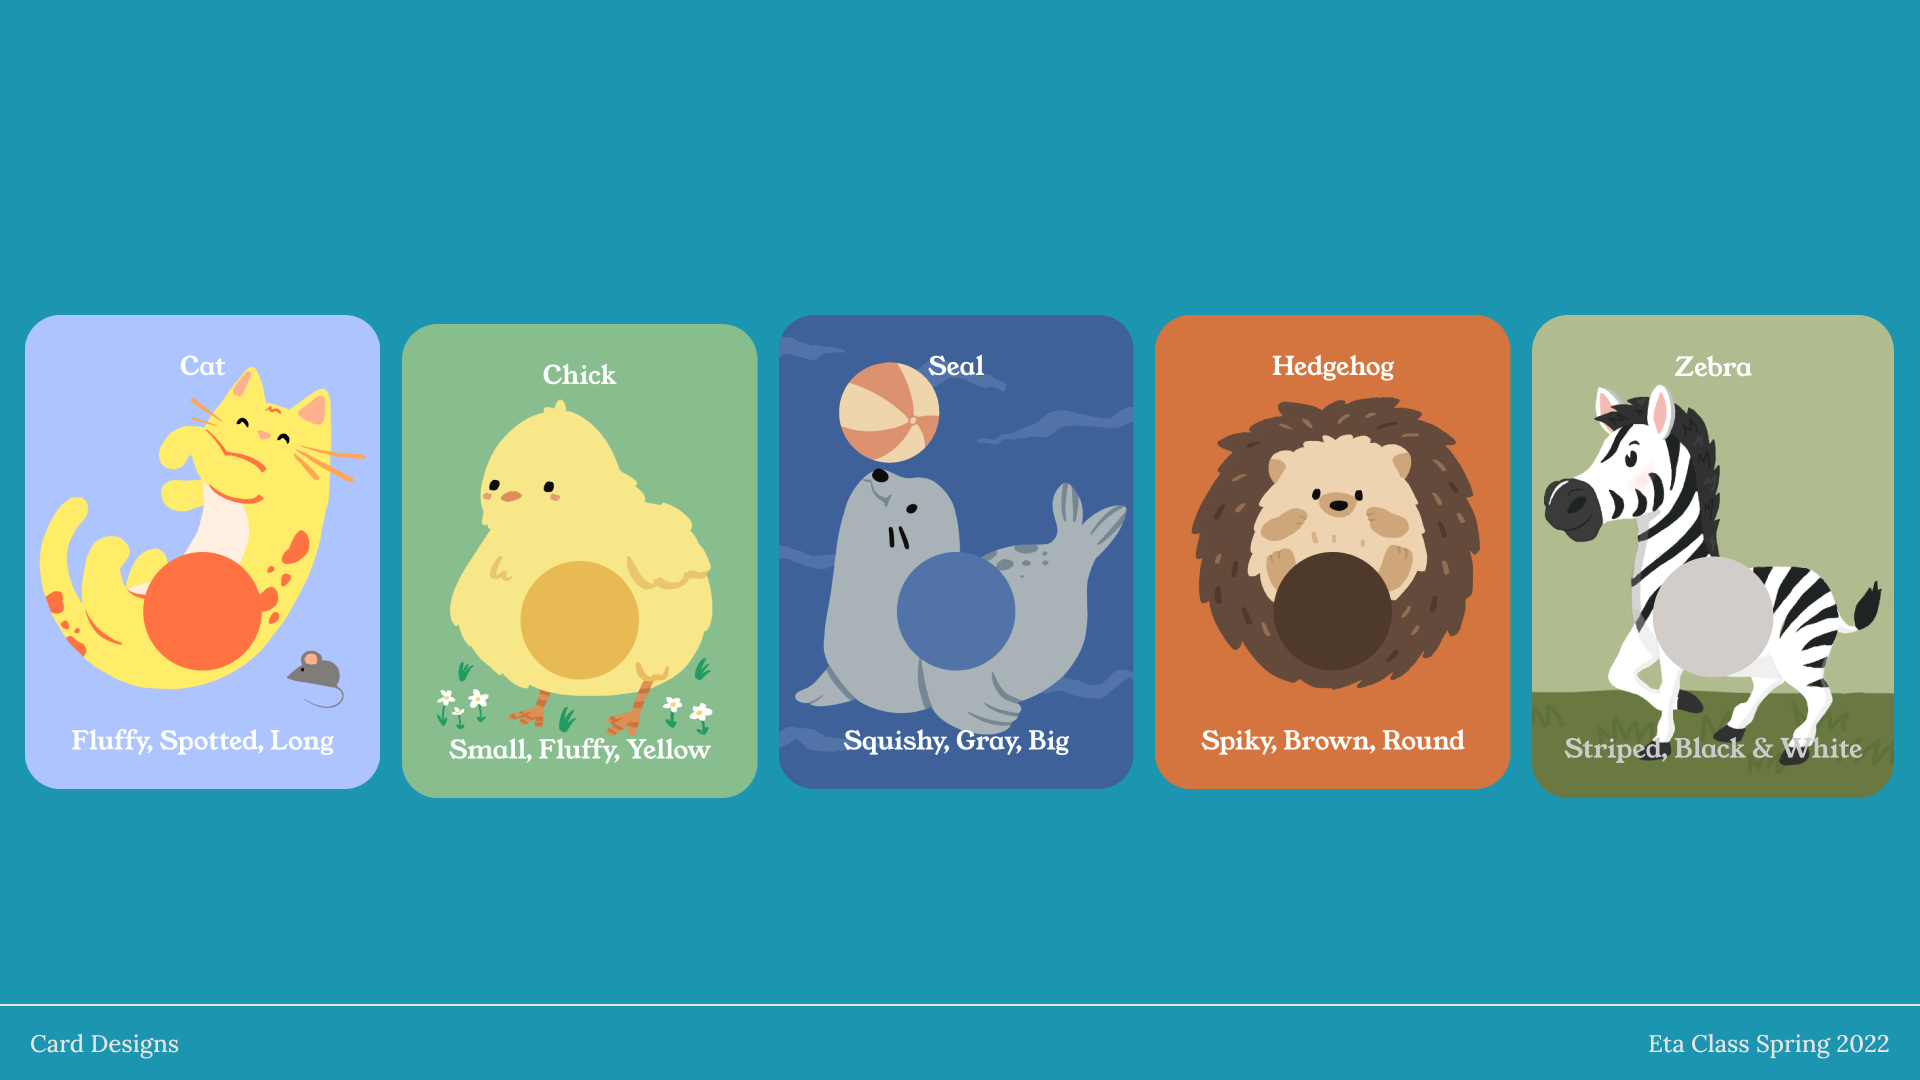 Cat
Fluffy, Spotted, Long
Chick
Small, Fluffy, Yellow
Seal
Squishy, Gray, Big
Hedgehog
Spiky, Brown, Round
Zebra
Striped, Black & White
Card Designs
Eta Class Spring 2022